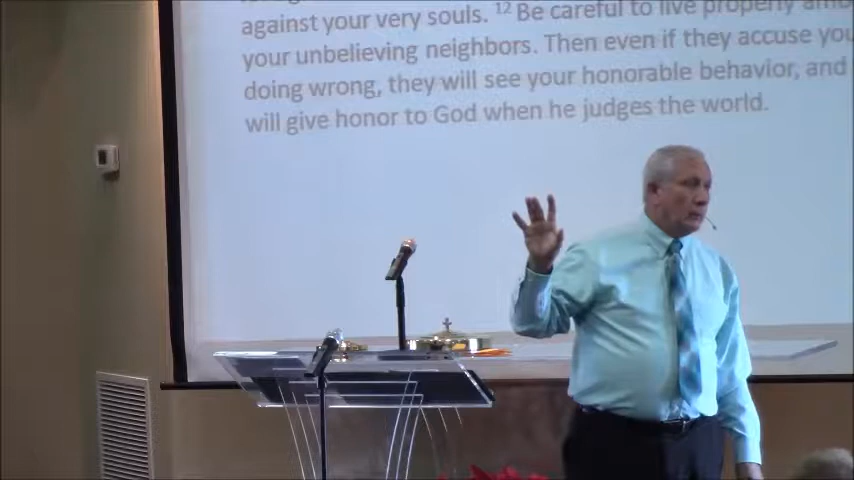 against your very souls. 12 Be careful to live properly among
your unbelieving neighbors. Then even if they accuse you
doing wrong, they will see your honorable behavior, and
will give honor to God when he judges the world.